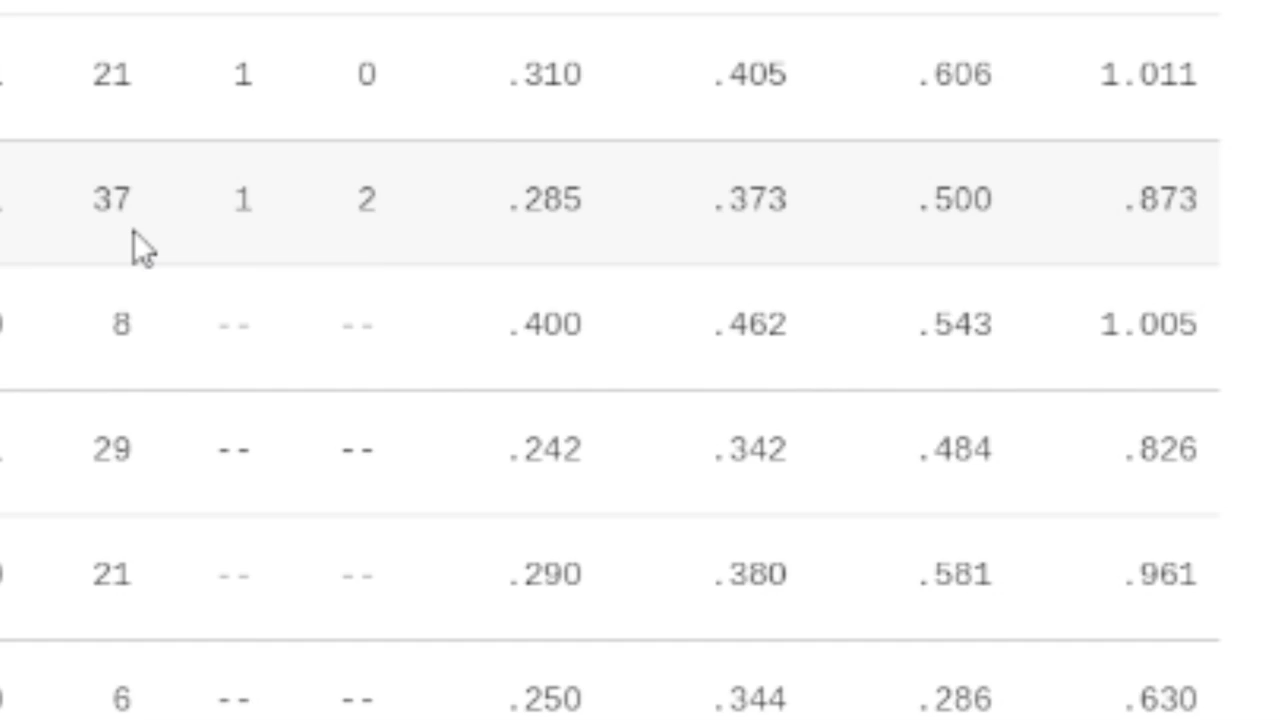 21 1 0 .310 .405 .606 1.011
37 1 2 .285 .373 .500 .873
8 -- -- .400 .462 .543 1.005
29 -- -- .242 .342 .484 .826
21 -- -- .290 .380 .581 .961
6 -- -- .250 .344 .286 .630